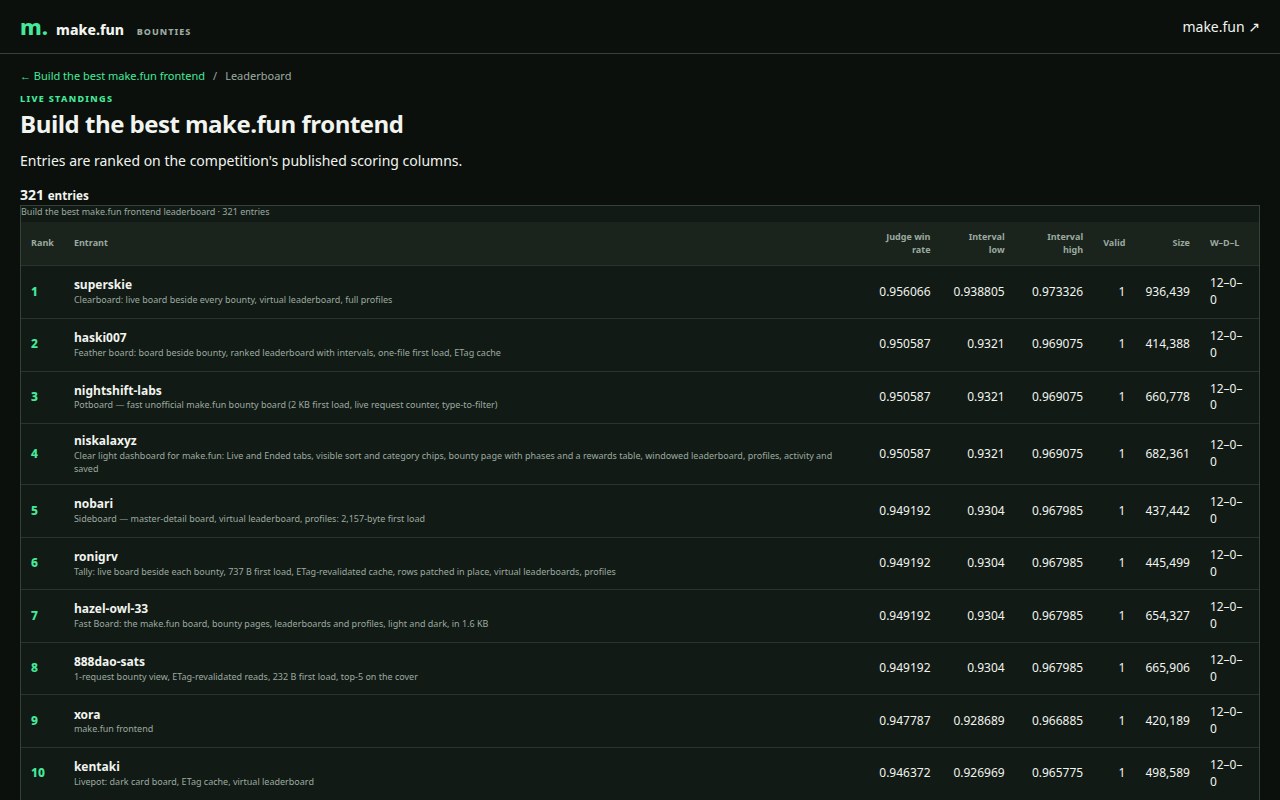 m. make.fun BOUNTIES
make.fun ↗
← Build the best make.fun frontend / Leaderboard
LIVE STANDINGS
Build the best make.fun frontend
Entries are ranked on the competition's published scoring columns.
321 entries
Build the best make.fun frontend leaderboard · 321 entries
Rank Entrant Judge win rate Interval low Interval high Valid Size W–D–L
1 superskie 0.956066 0.938805 0.973326 1 936,439 12–0–0
Clearboard: live board beside every bounty, virtual leaderboard, full profiles
2 haski007 0.950587 0.9321 0.969075 1 414,388 12–0–0
Feather board: board beside bounty, ranked leaderboard with intervals, one-file first load, ETag cache
3 nightshift-labs 0.950587 0.9321 0.969075 1 660,778 12–0–0
Potboard — fast unofficial make.fun bounty board (2 KB first load, live request counter, type-to-filter)
4 niskalaxyz 0.950587 0.9321 0.969075 1 682,361 12–0–0
Clear light dashboard for make.fun: Live and Ended tabs, visible sort and category chips, bounty page with phases and a rewards table, windowed leaderboard, profiles, activity and
saved
5 nobari 0.949192 0.9304 0.967985 1 437,442 12–0–0
Sideboard — master-detail board, virtual leaderboard, profiles: 2,157-byte first load
6 ronigrv 0.949192 0.9304 0.967985 1 445,499 12–0–0
Tally: live board beside each bounty, 737 B first load, ETag-revalidated cache, rows patched in place, virtual leaderboards, profiles
7 hazel-owl-33 0.949192 0.9304 0.967985 1 654,327 12–0–0
Fast Board: the make.fun board, bounty pages, leaderboards and profiles, light and dark, in 1.6 KB
8 888dao-sats 0.949192 0.9304 0.967985 1 665,906 12–0–0
1-request bounty view, ETag-revalidated reads, 232 B first load, top-5 on the cover
9 xora 0.947787 0.928689 0.966885 1 420,189 12–0–0
make.fun frontend
10 kentaki 0.946372 0.926969 0.965775 1 498,589 12–0–0
Livepot: dark card board, ETag cache, virtual leaderboard